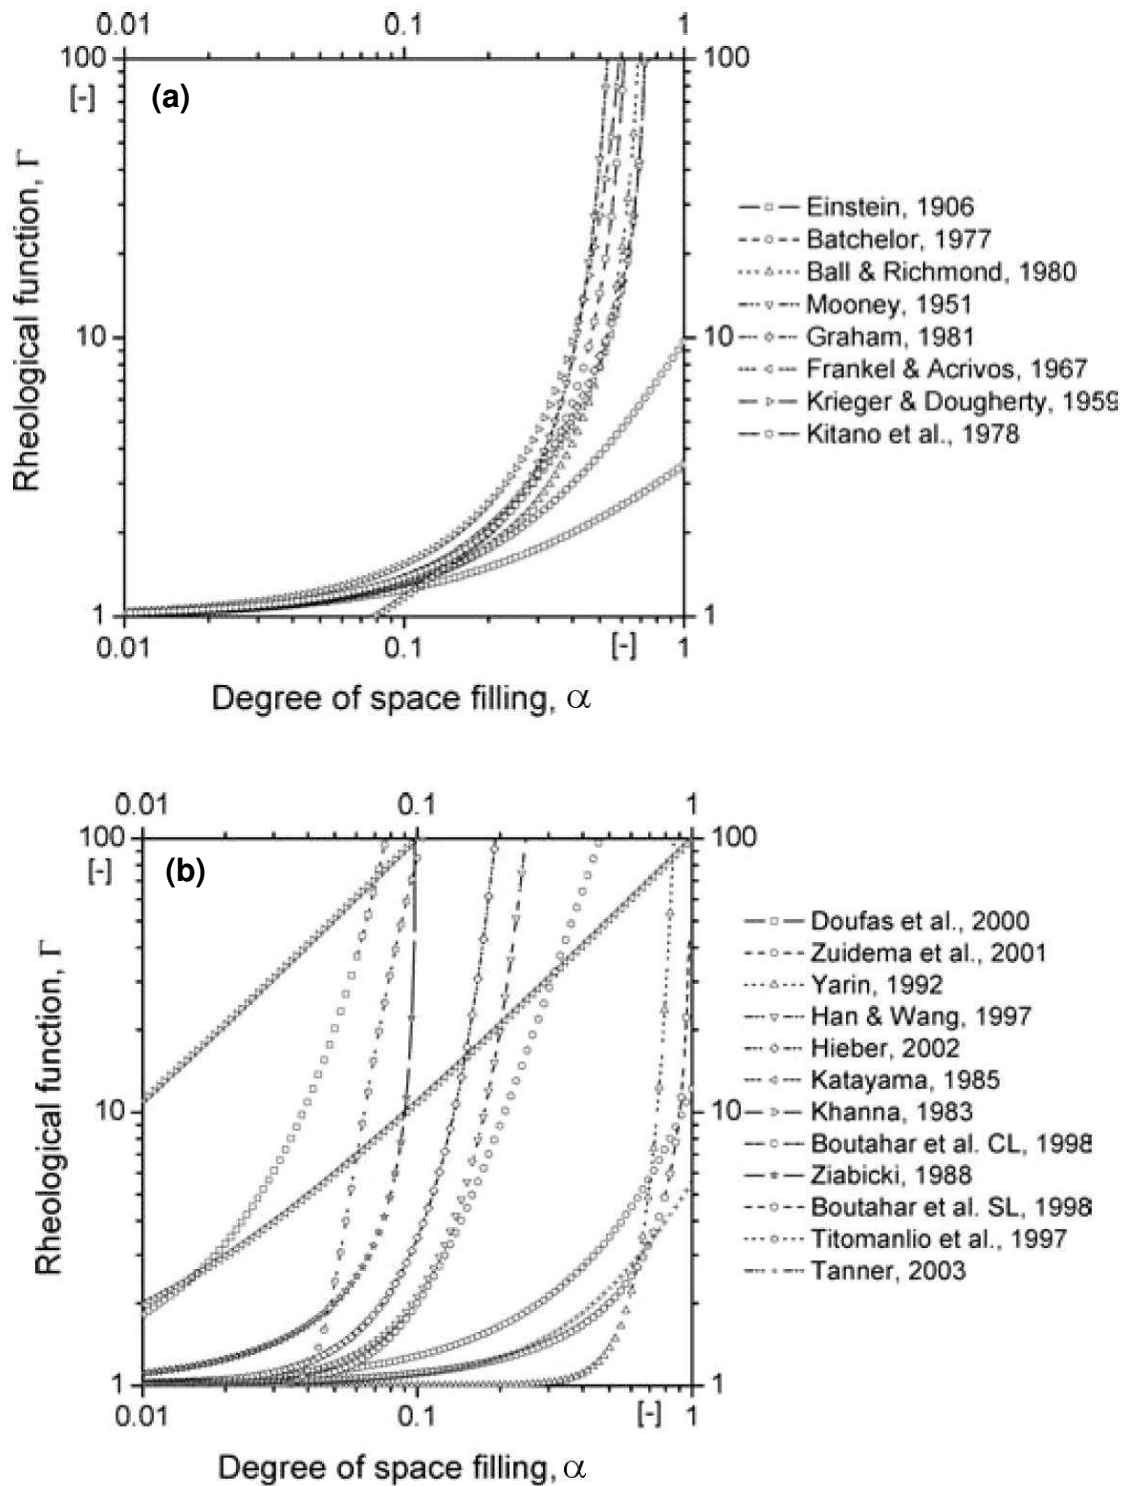 0.01 0.1 1
100 100
[-] (a)
Rheological function, Γ
Einstein, 1906
Batchelor, 1977
Ball & Richmond, 1980
Mooney, 1951
10 10
Graham, 1981
Frankel & Acrivos, 1967
Krieger & Dougherty, 1959
Kitano et al., 1978
1 1
0.01 0.1 [-] 1
Degree of space filling, α
0.01 0.1 1
100 100
[-] (b)
Rheological function, Γ
Doufas et al., 2000
Zuidema et al., 2001
Yarin, 1992
Han & Wang, 1997
Hieber, 2002
Katayama, 1985
10 10
Khanna, 1983
Boutahar et al. CL, 1998
Ziabicki, 1988
Boutahar et al. SL, 1998
Titomanlio et al., 1997
Tanner, 2003
1 1
0.01 0.1 [-] 1
Degree of space filling, α